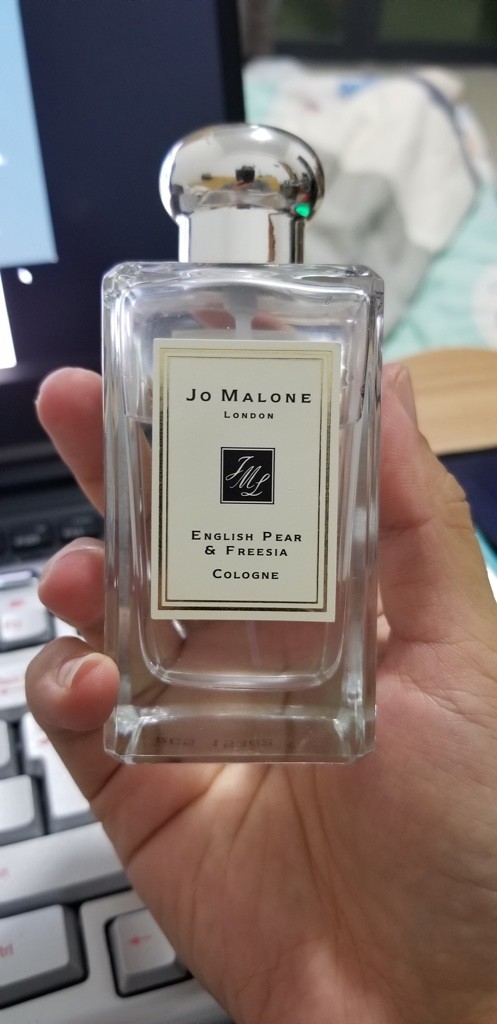 Jo Malone
London
JML
English Pear
& Freesia
Cologne